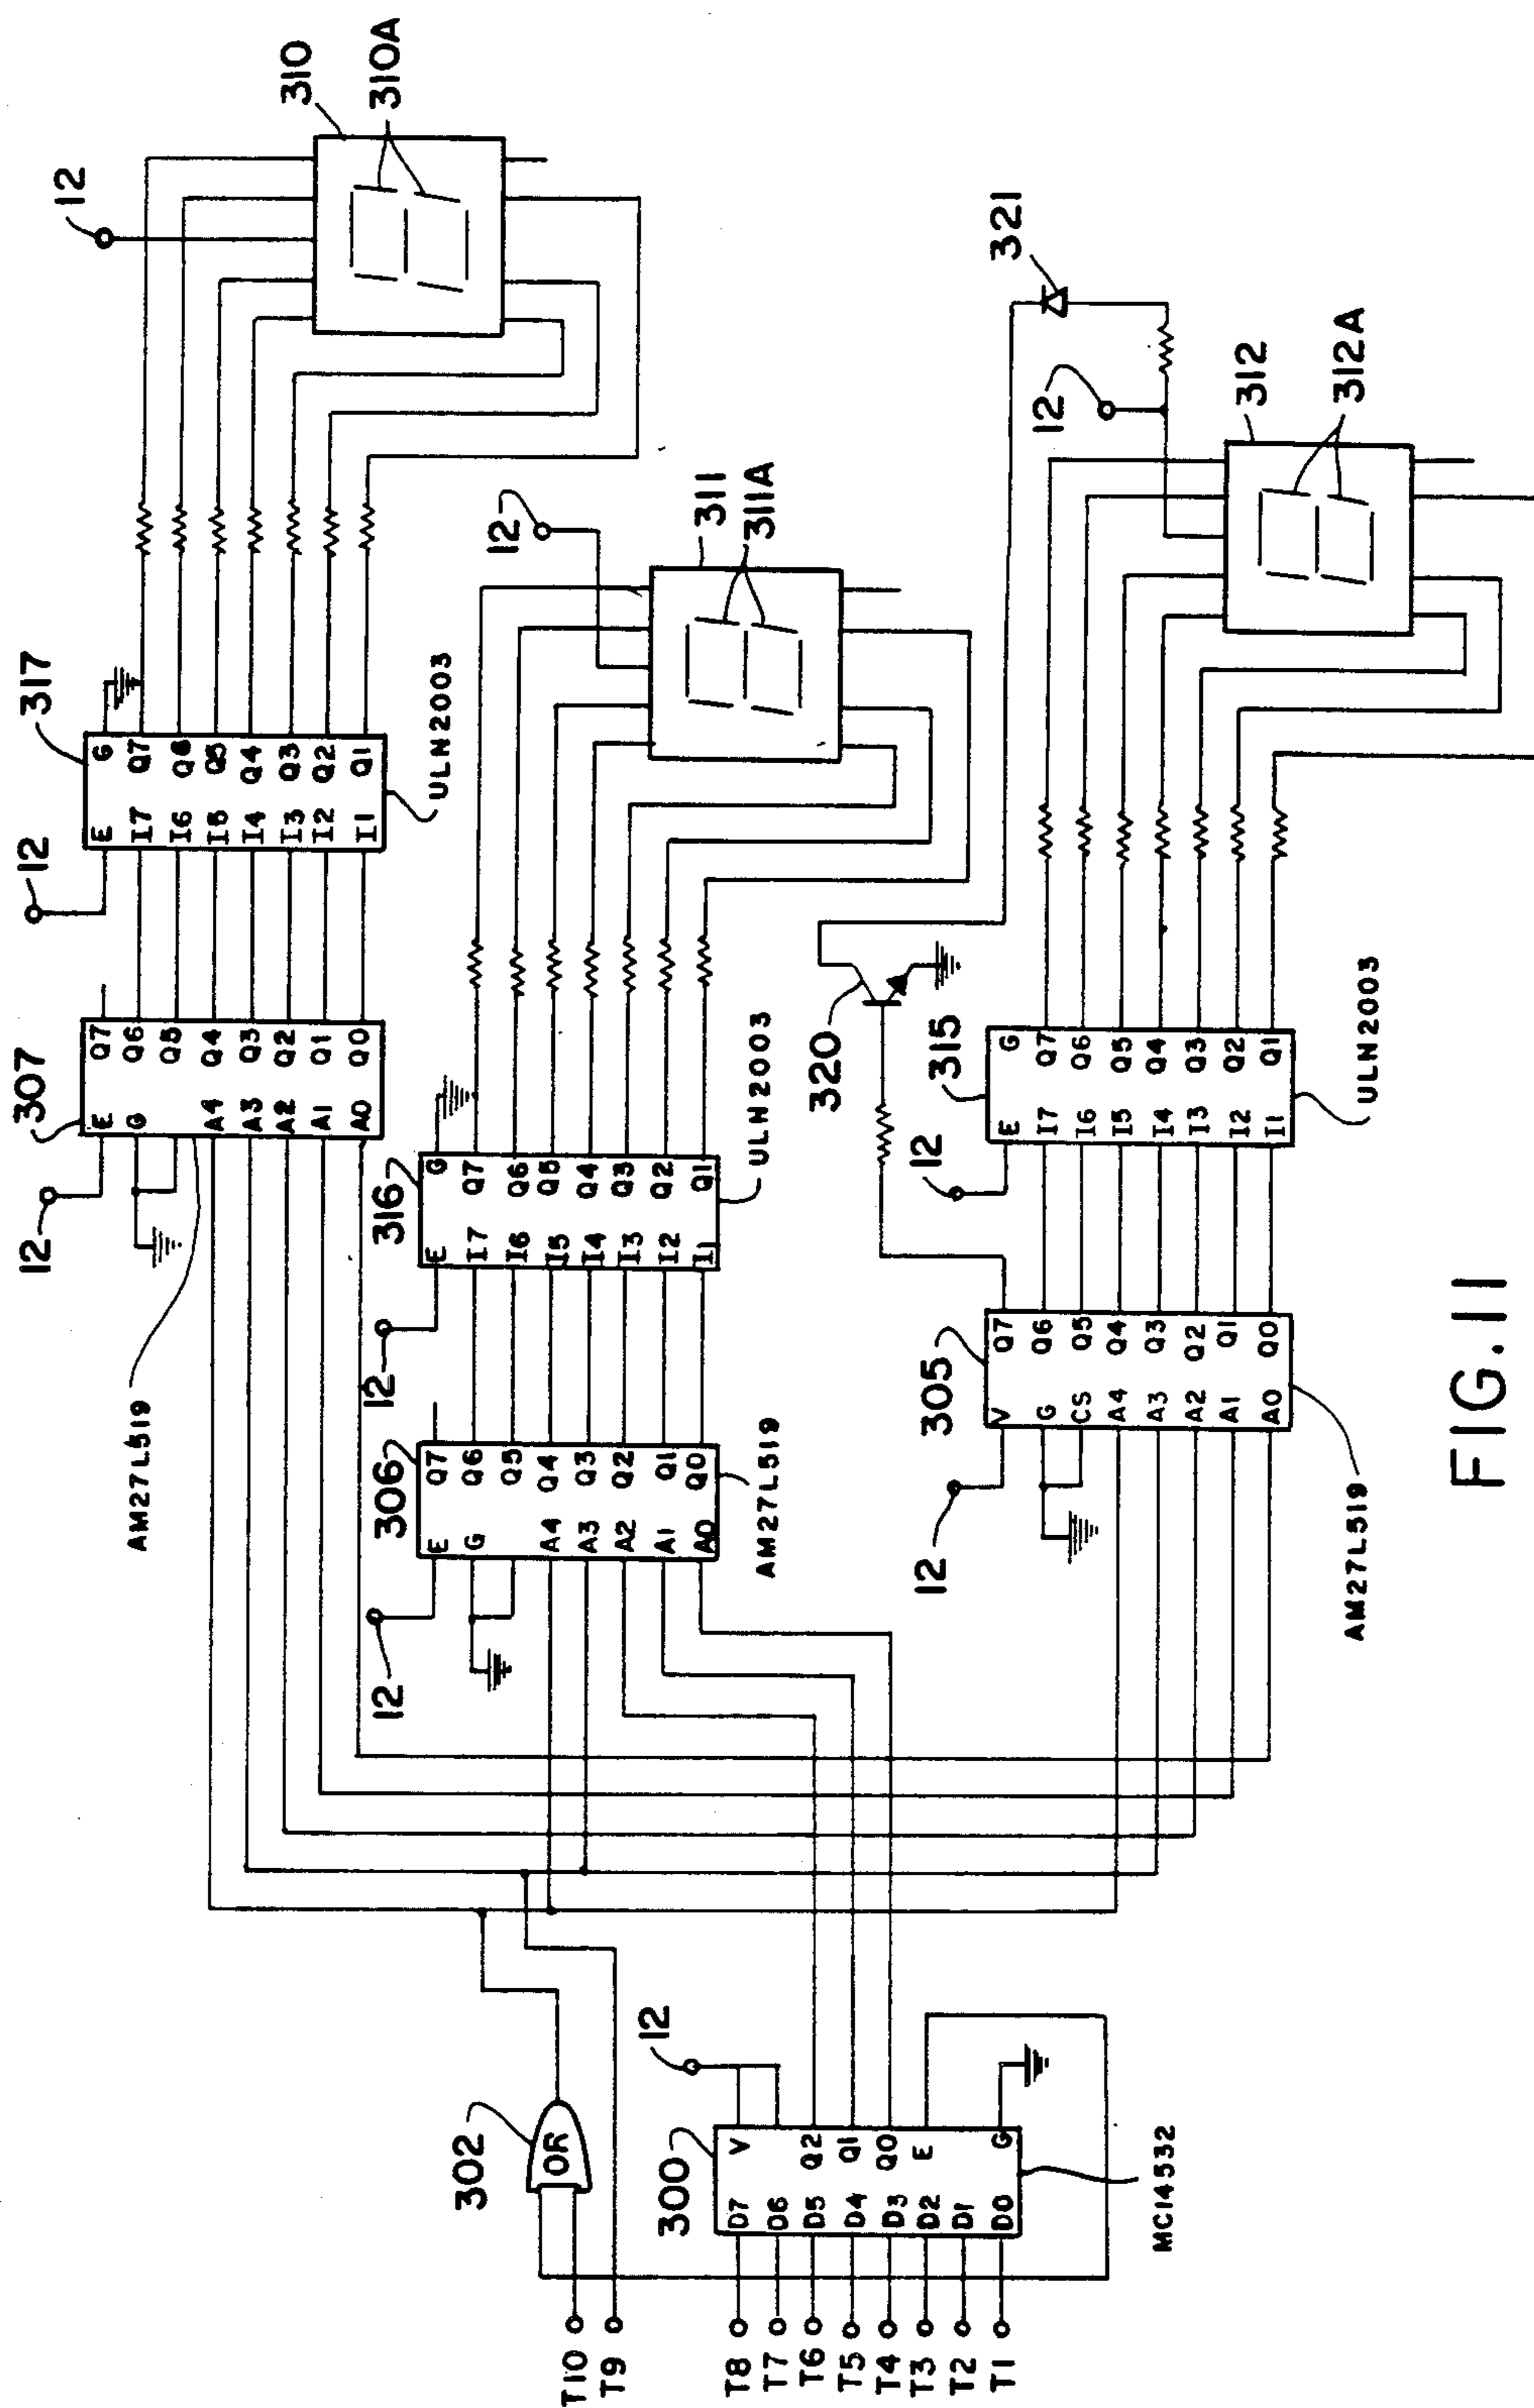 310
310A
12
317
12
E
G
I7
Q7
I6
Q6
I5
Q5
I4
Q4
I3
Q3
I2
Q2
I1
Q1
ULN2003
307
12
E
Q7
G
Q6
Q5
A4
Q4
A3
Q3
A2
Q2
A1
Q1
A0
Q0
AM27LS19
311
311A
12
316
12
E
G
I7
Q7
I6
Q6
I5
Q5
I4
Q4
I3
Q3
I2
Q2
I1
Q1
ULN2003
306
12
E
Q7
G
Q6
Q5
A4
Q4
A3
Q3
A2
Q2
A1
Q1
A0
Q0
AM27LS19
321
12
312
312A
320
315
12
E
G
I7
Q7
I6
Q6
I5
Q5
I4
Q4
I3
Q3
I2
Q2
I1
Q1
ULN2003
305
12
V
Q7
G
Q6
CS
Q5
A4
Q4
A3
Q3
A2
Q2
A1
Q1
A0
Q0
AM27LS19
302
OR
T10
T9
12
300
T8
D7
V
T7
D6
T6
D5
Q2
T5
D4
Q1
T4
D3
Q0
T3
D2
E
T2
D1
T1
D0
G
MC14532
FIG. 11